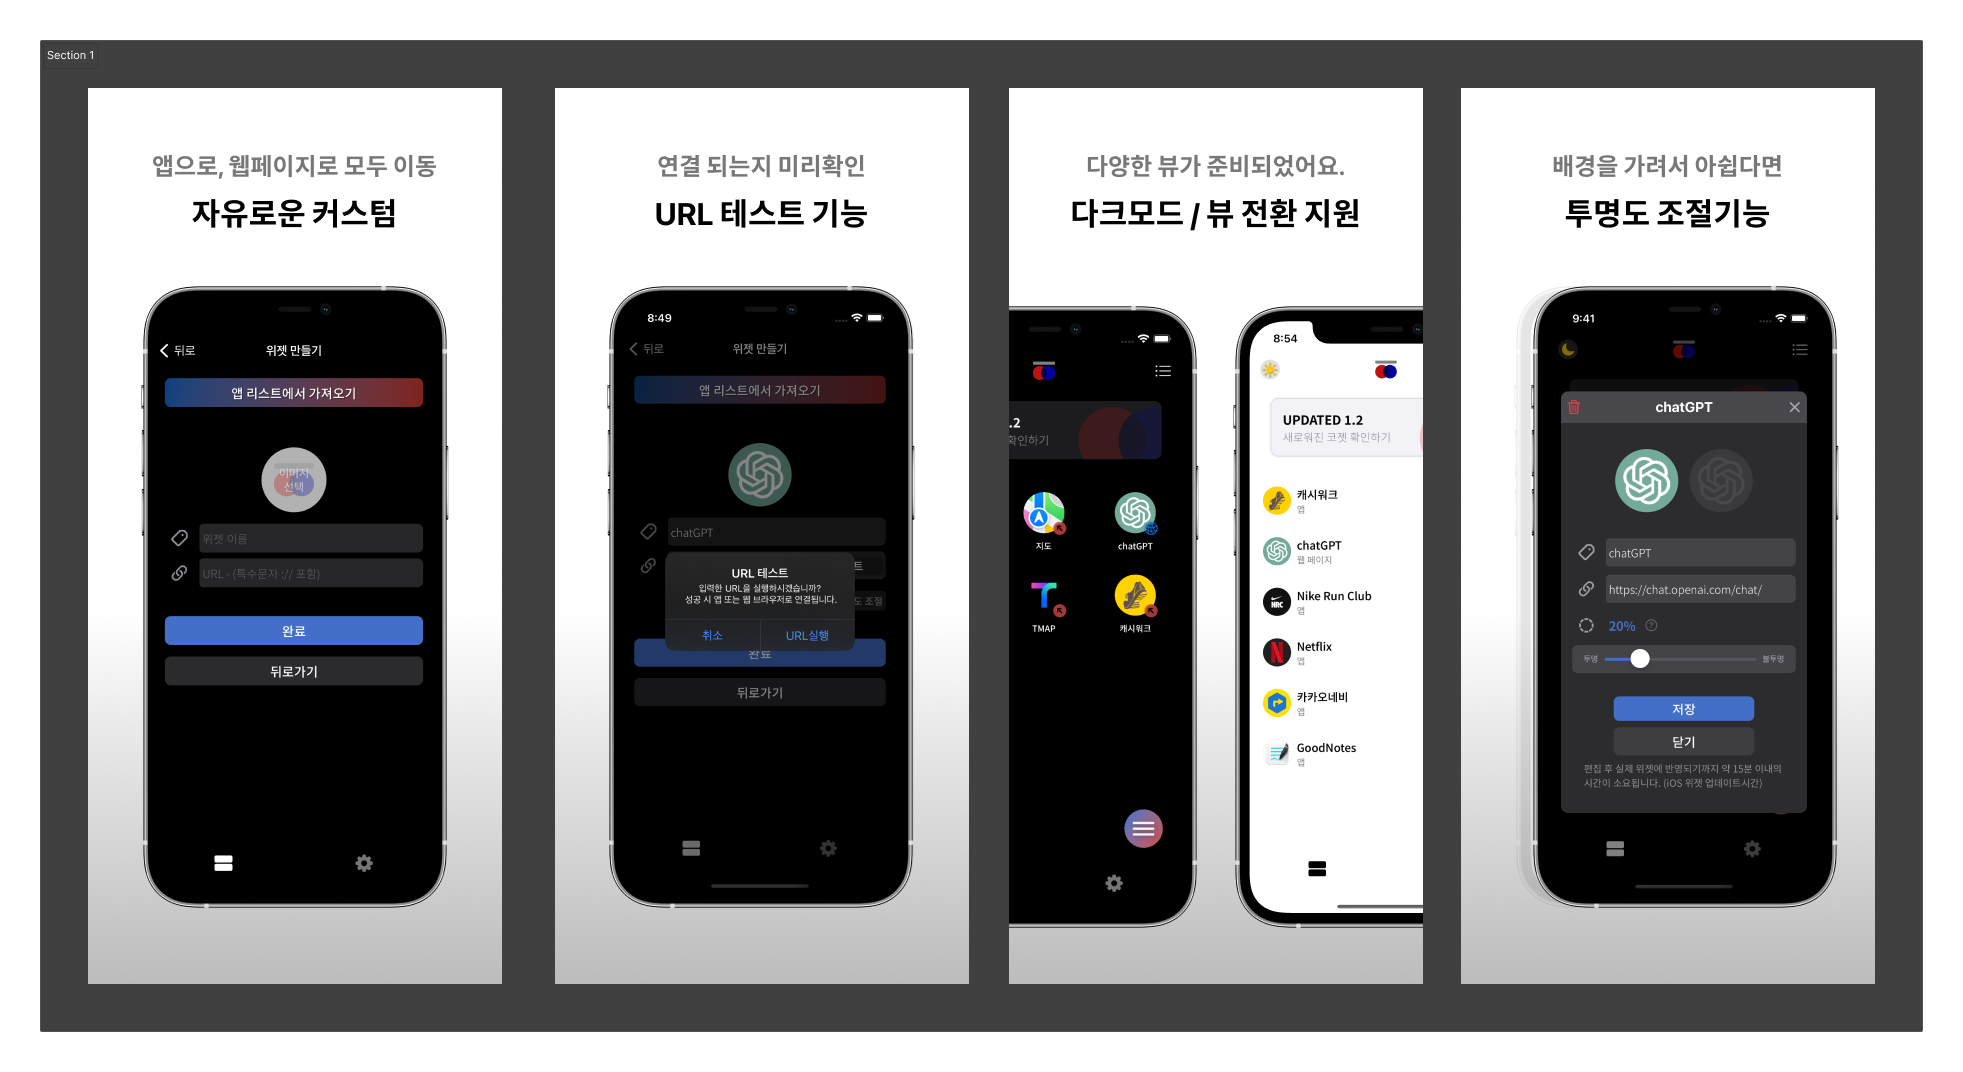 Section 1
앱으로, 웹페이지로 모두 이동
자유로운 커스텀
뒤로
위젯 만들기
앱 리스트에서 가져오기
이미지
선택
위젯 이름
URL - (특수문자 :// 포함)
완료
뒤로가기
연결 되는지 미리확인
URL 테스트 기능
8:49
뒤로
위젯 만들기
앱 리스트에서 가져오기
chatGPT
트
URL 테스트
입력한 URL을 실행하시겠습니까?
성공 시 앱 또는 웹 브라우저로 연결됩니다.
도 조절
취소
URL실행
완료
뒤로가기
다양한 뷰가 준비되었어요.
다크모드 / 뷰 전환 지원
.2
확인하기
지도
chatGPT
TMAP
캐시워크
8:54
UPDATED 1.2
새로워진 코젯 확인하기
캐시워크
앱
chatGPT
웹 페이지
NRC
Nike Run Club
앱
Netflix
앱
카카오네비
앱
GoodNotes
앱
배경을 가려서 아쉽다면
투명도 조절기능
9:41
chatGPT
chatGPT
https://chat.openai.com/chat/
20% ?
투명
불투명
저장
닫기
편집 후 실제 위젯에 반영되기까지 약 15분 이내의
시간이 소요됩니다. (iOS 위젯 업데이트시간)